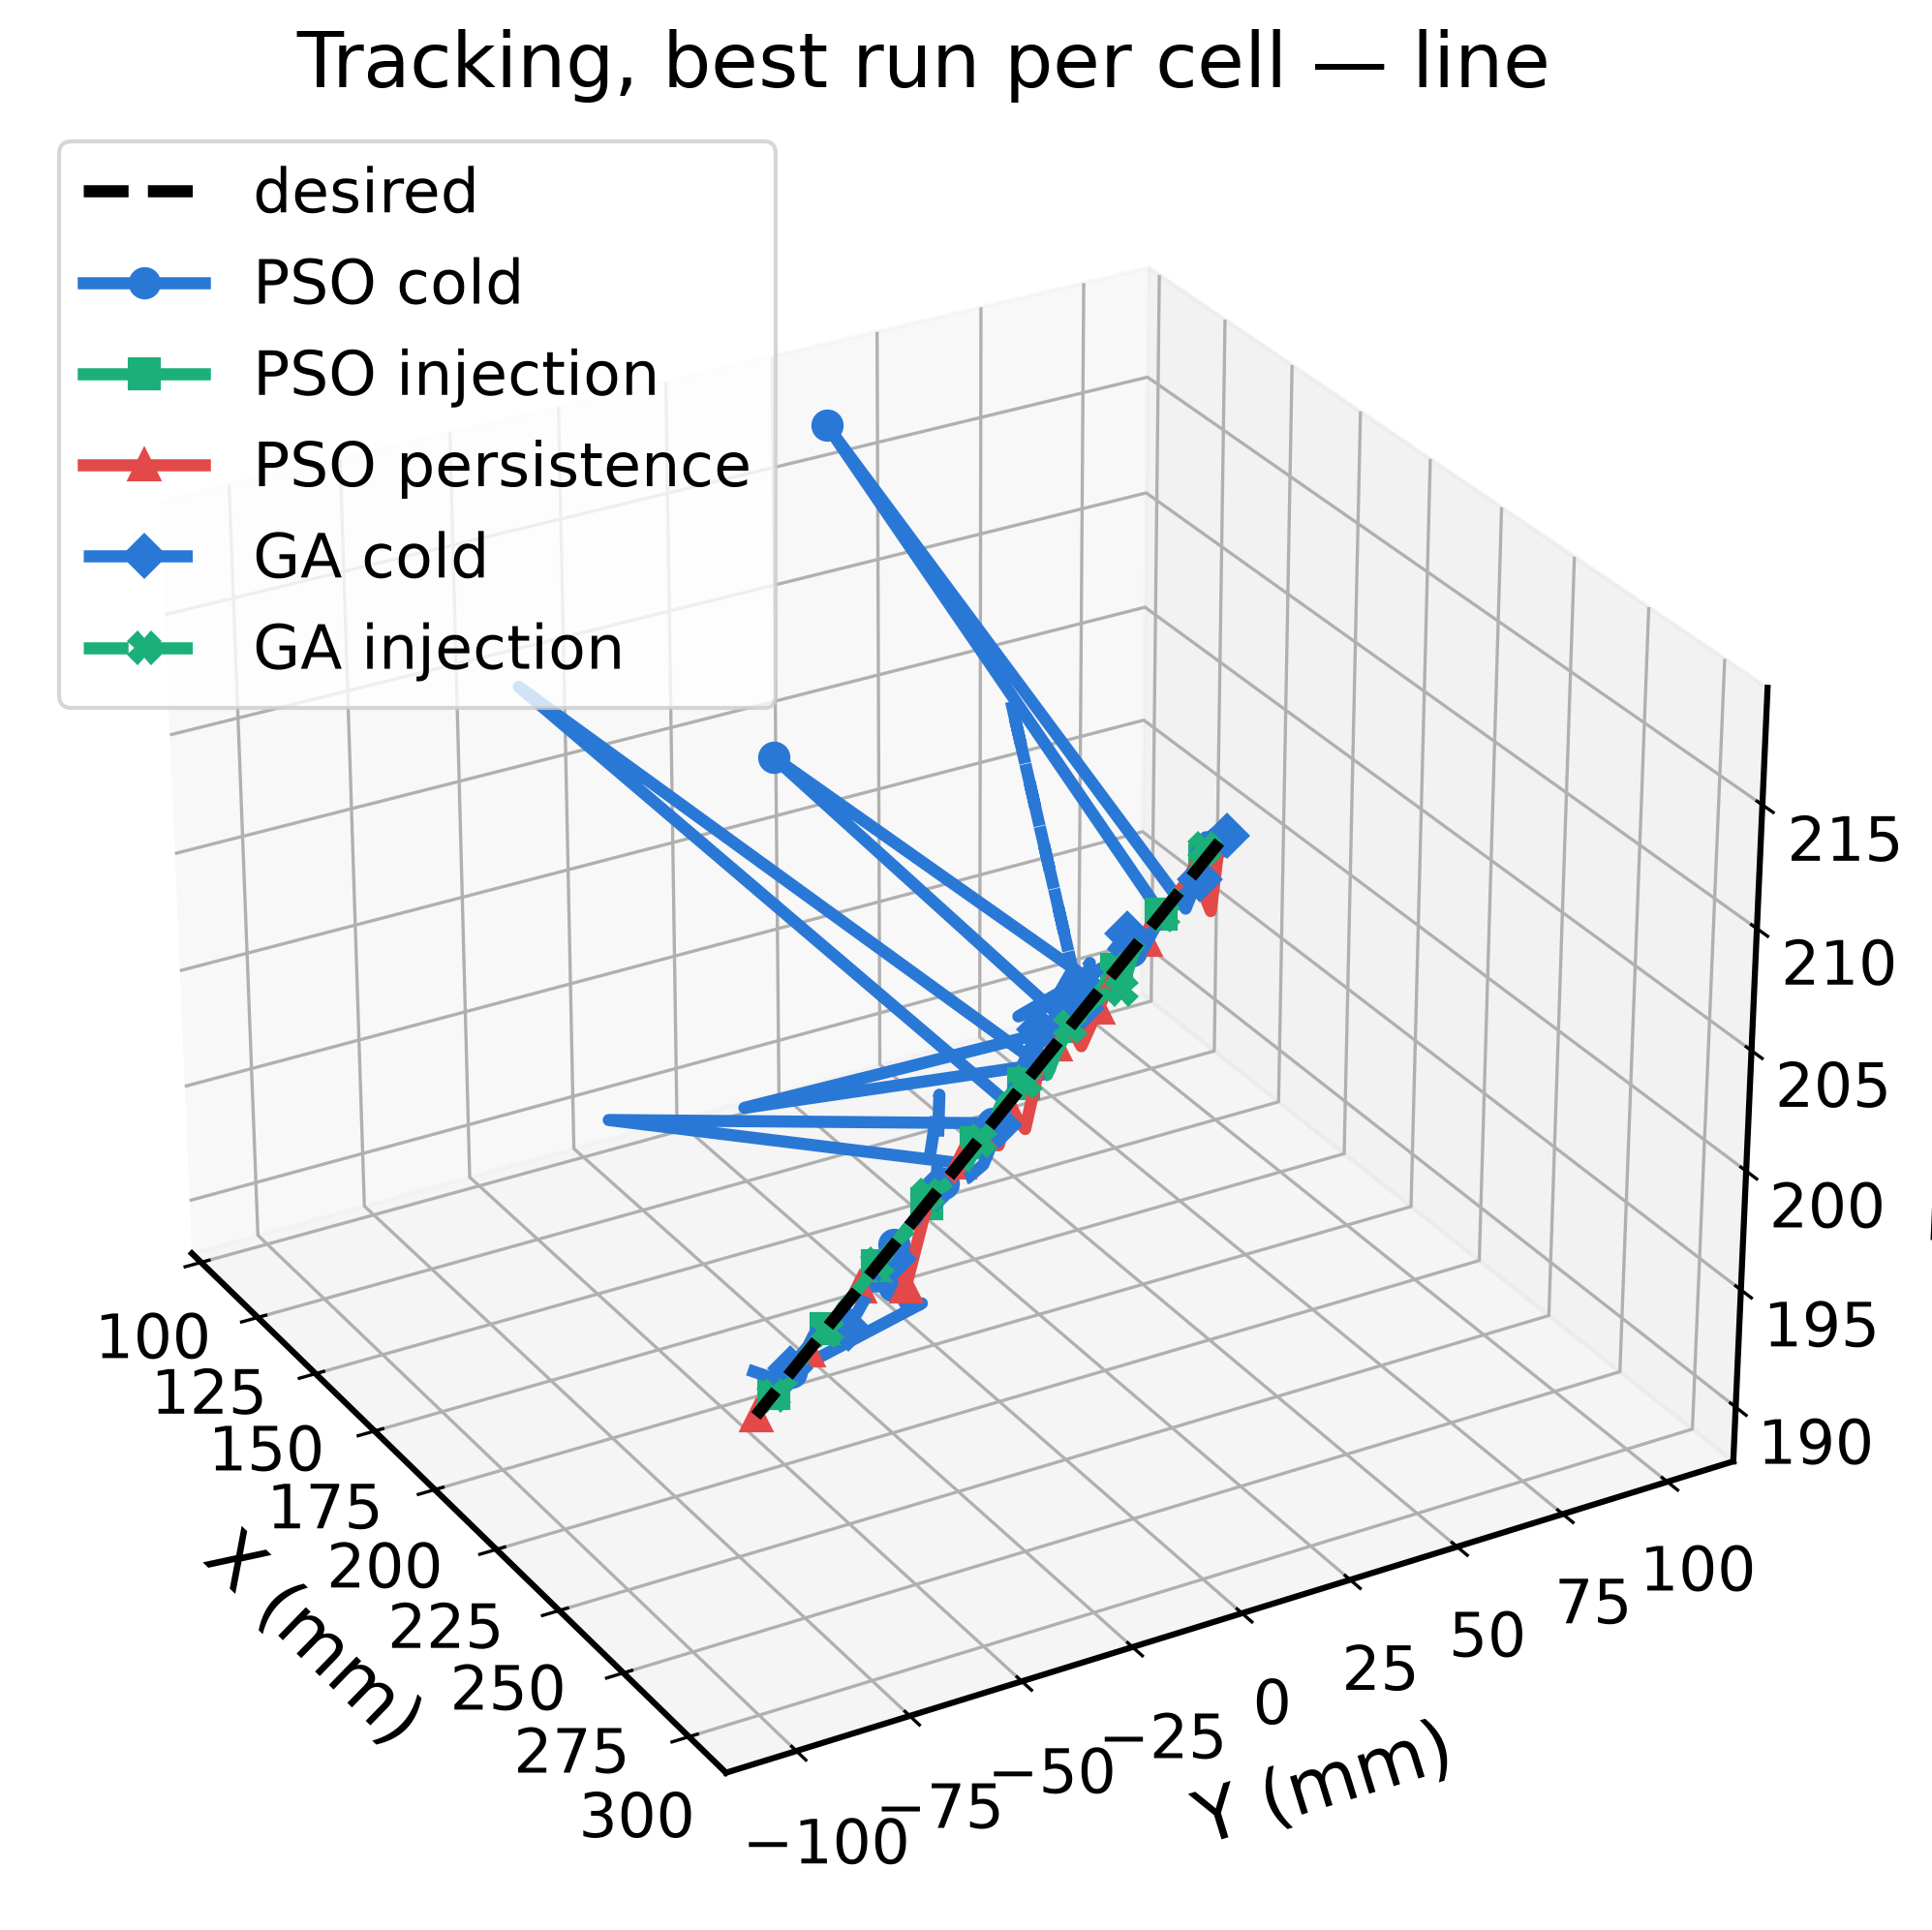 Tracking, best run per cell — line
desired
PSO cold
PSO injection
PSO persistence
GA cold
GA injection
215
210
205
200
195
190
100
125
150
175
200
225
250
275
300
X (mm)
−100
−75
−50
−25
0
25
50
75
100
Y (mm)